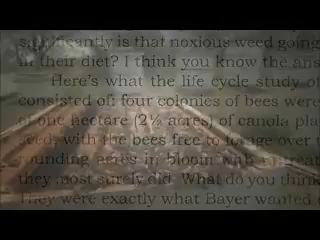 significantly is that noxious weed going
in their diet? I think you know the ans
Here's what the life cycle study of
consisted of: four colonies of bees were
of one hectare (2½ acres) of canola pla
seed, with the bees free to forage over t
rounding acres in bloom with
they most surely did. What do you think
They were exactly what Bayer wanted